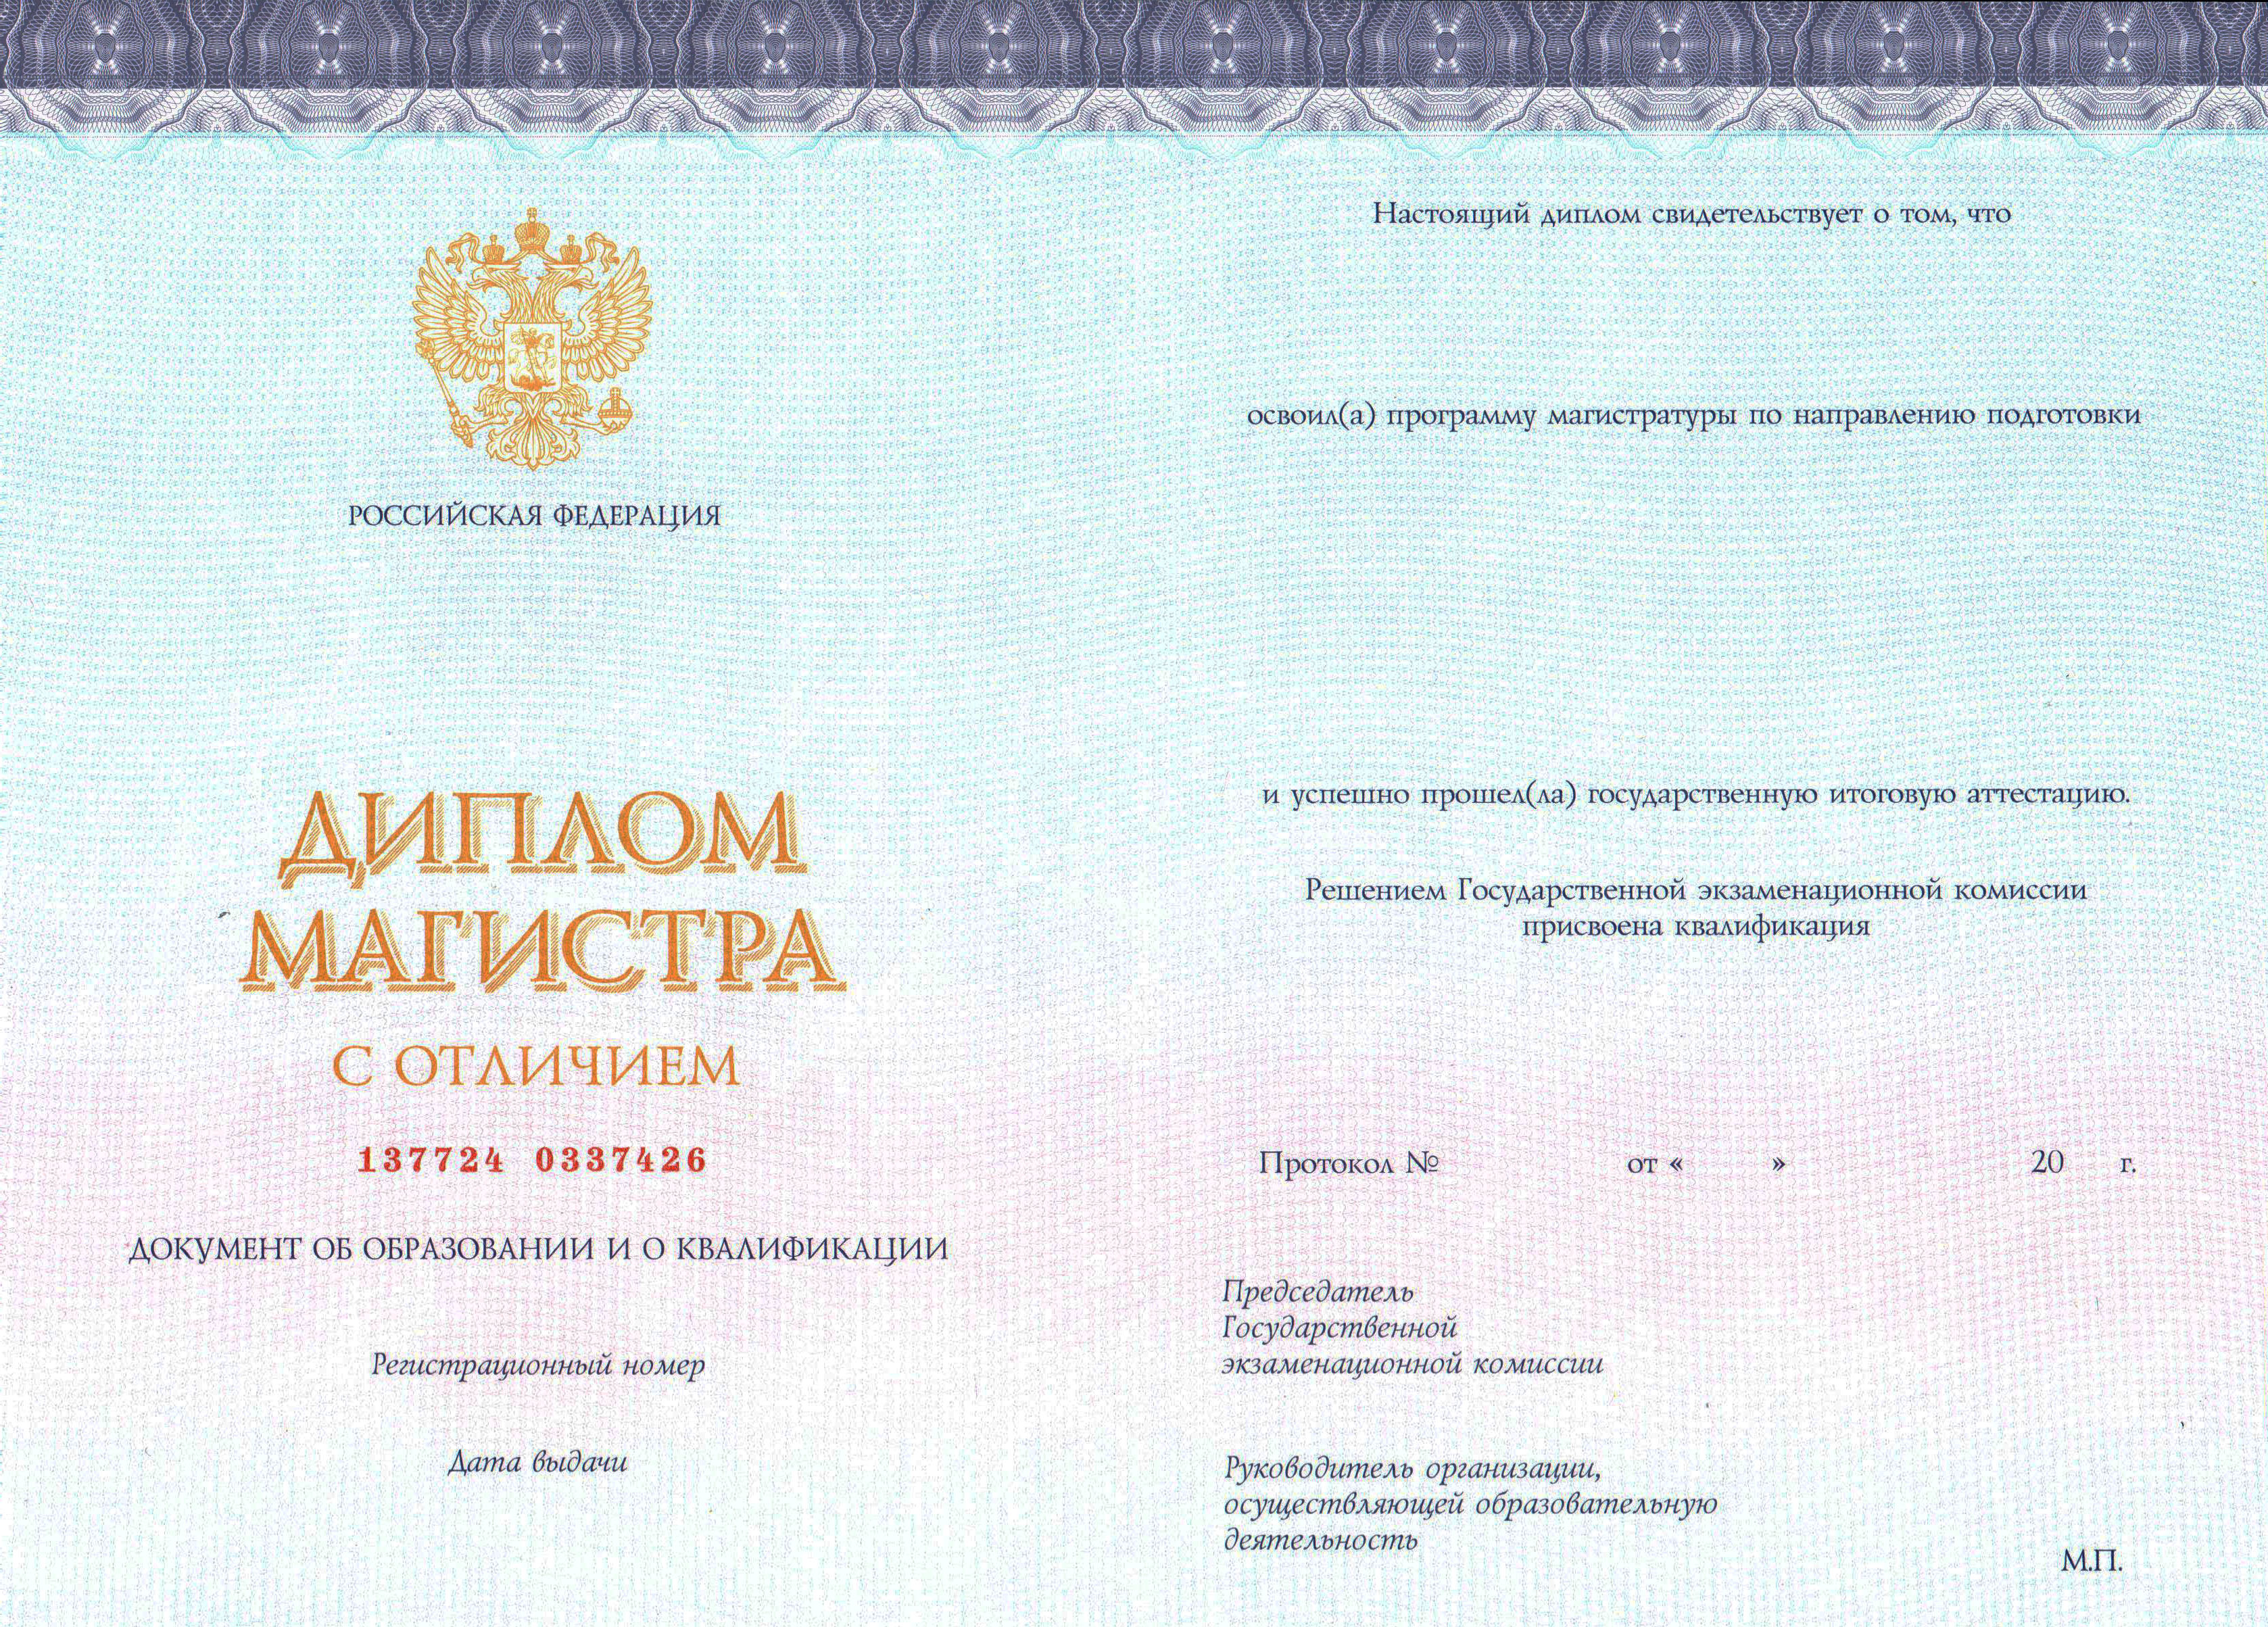 РОССИЙСКАЯ ФЕДЕРАЦИЯ
ДИПЛОМ
МАГИСТРА
С ОТЛИЧИЕМ
137724 0337426
ДОКУМЕНТ ОБ ОБРАЗОВАНИИ И О КВАЛИФИКАЦИИ
Регистрационный номер
Дата выдачи
Настоящий диплом свидетельствует о том, что
освоил(а) программу магистратуры по направлению подготовки
и успешно прошел(ла) государственную итоговую аттестацию.
Решением Государственной экзаменационной комиссии
присвоена квалификация
Протокол № от « » 20 г.
Председатель
Государственной
экзаменационной комиссии
Руководитель организации,
осуществляющей образовательную
деятельность
М.П.